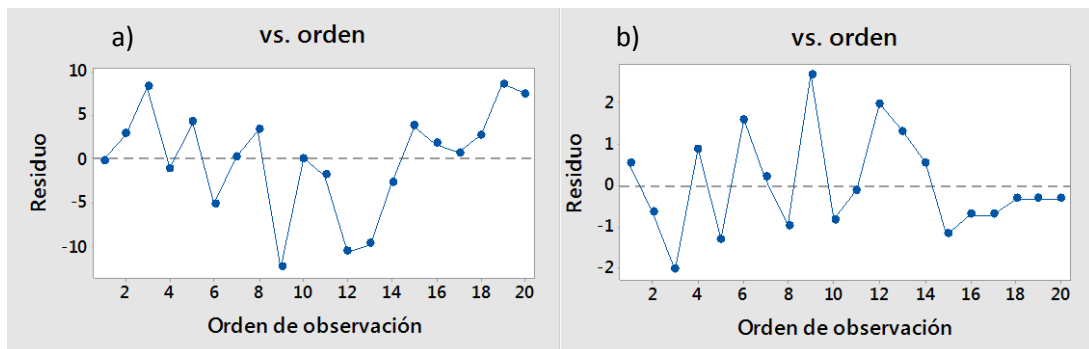 a)
vs. orden
Residuo
10
5
0
-5
-10
2 4 6 8 10 12 14 16 18 20
Orden de observación
b)
vs. orden
Residuo
2
1
0
-1
-2
2 4 6 8 10 12 14 16 18 20
Orden de observación